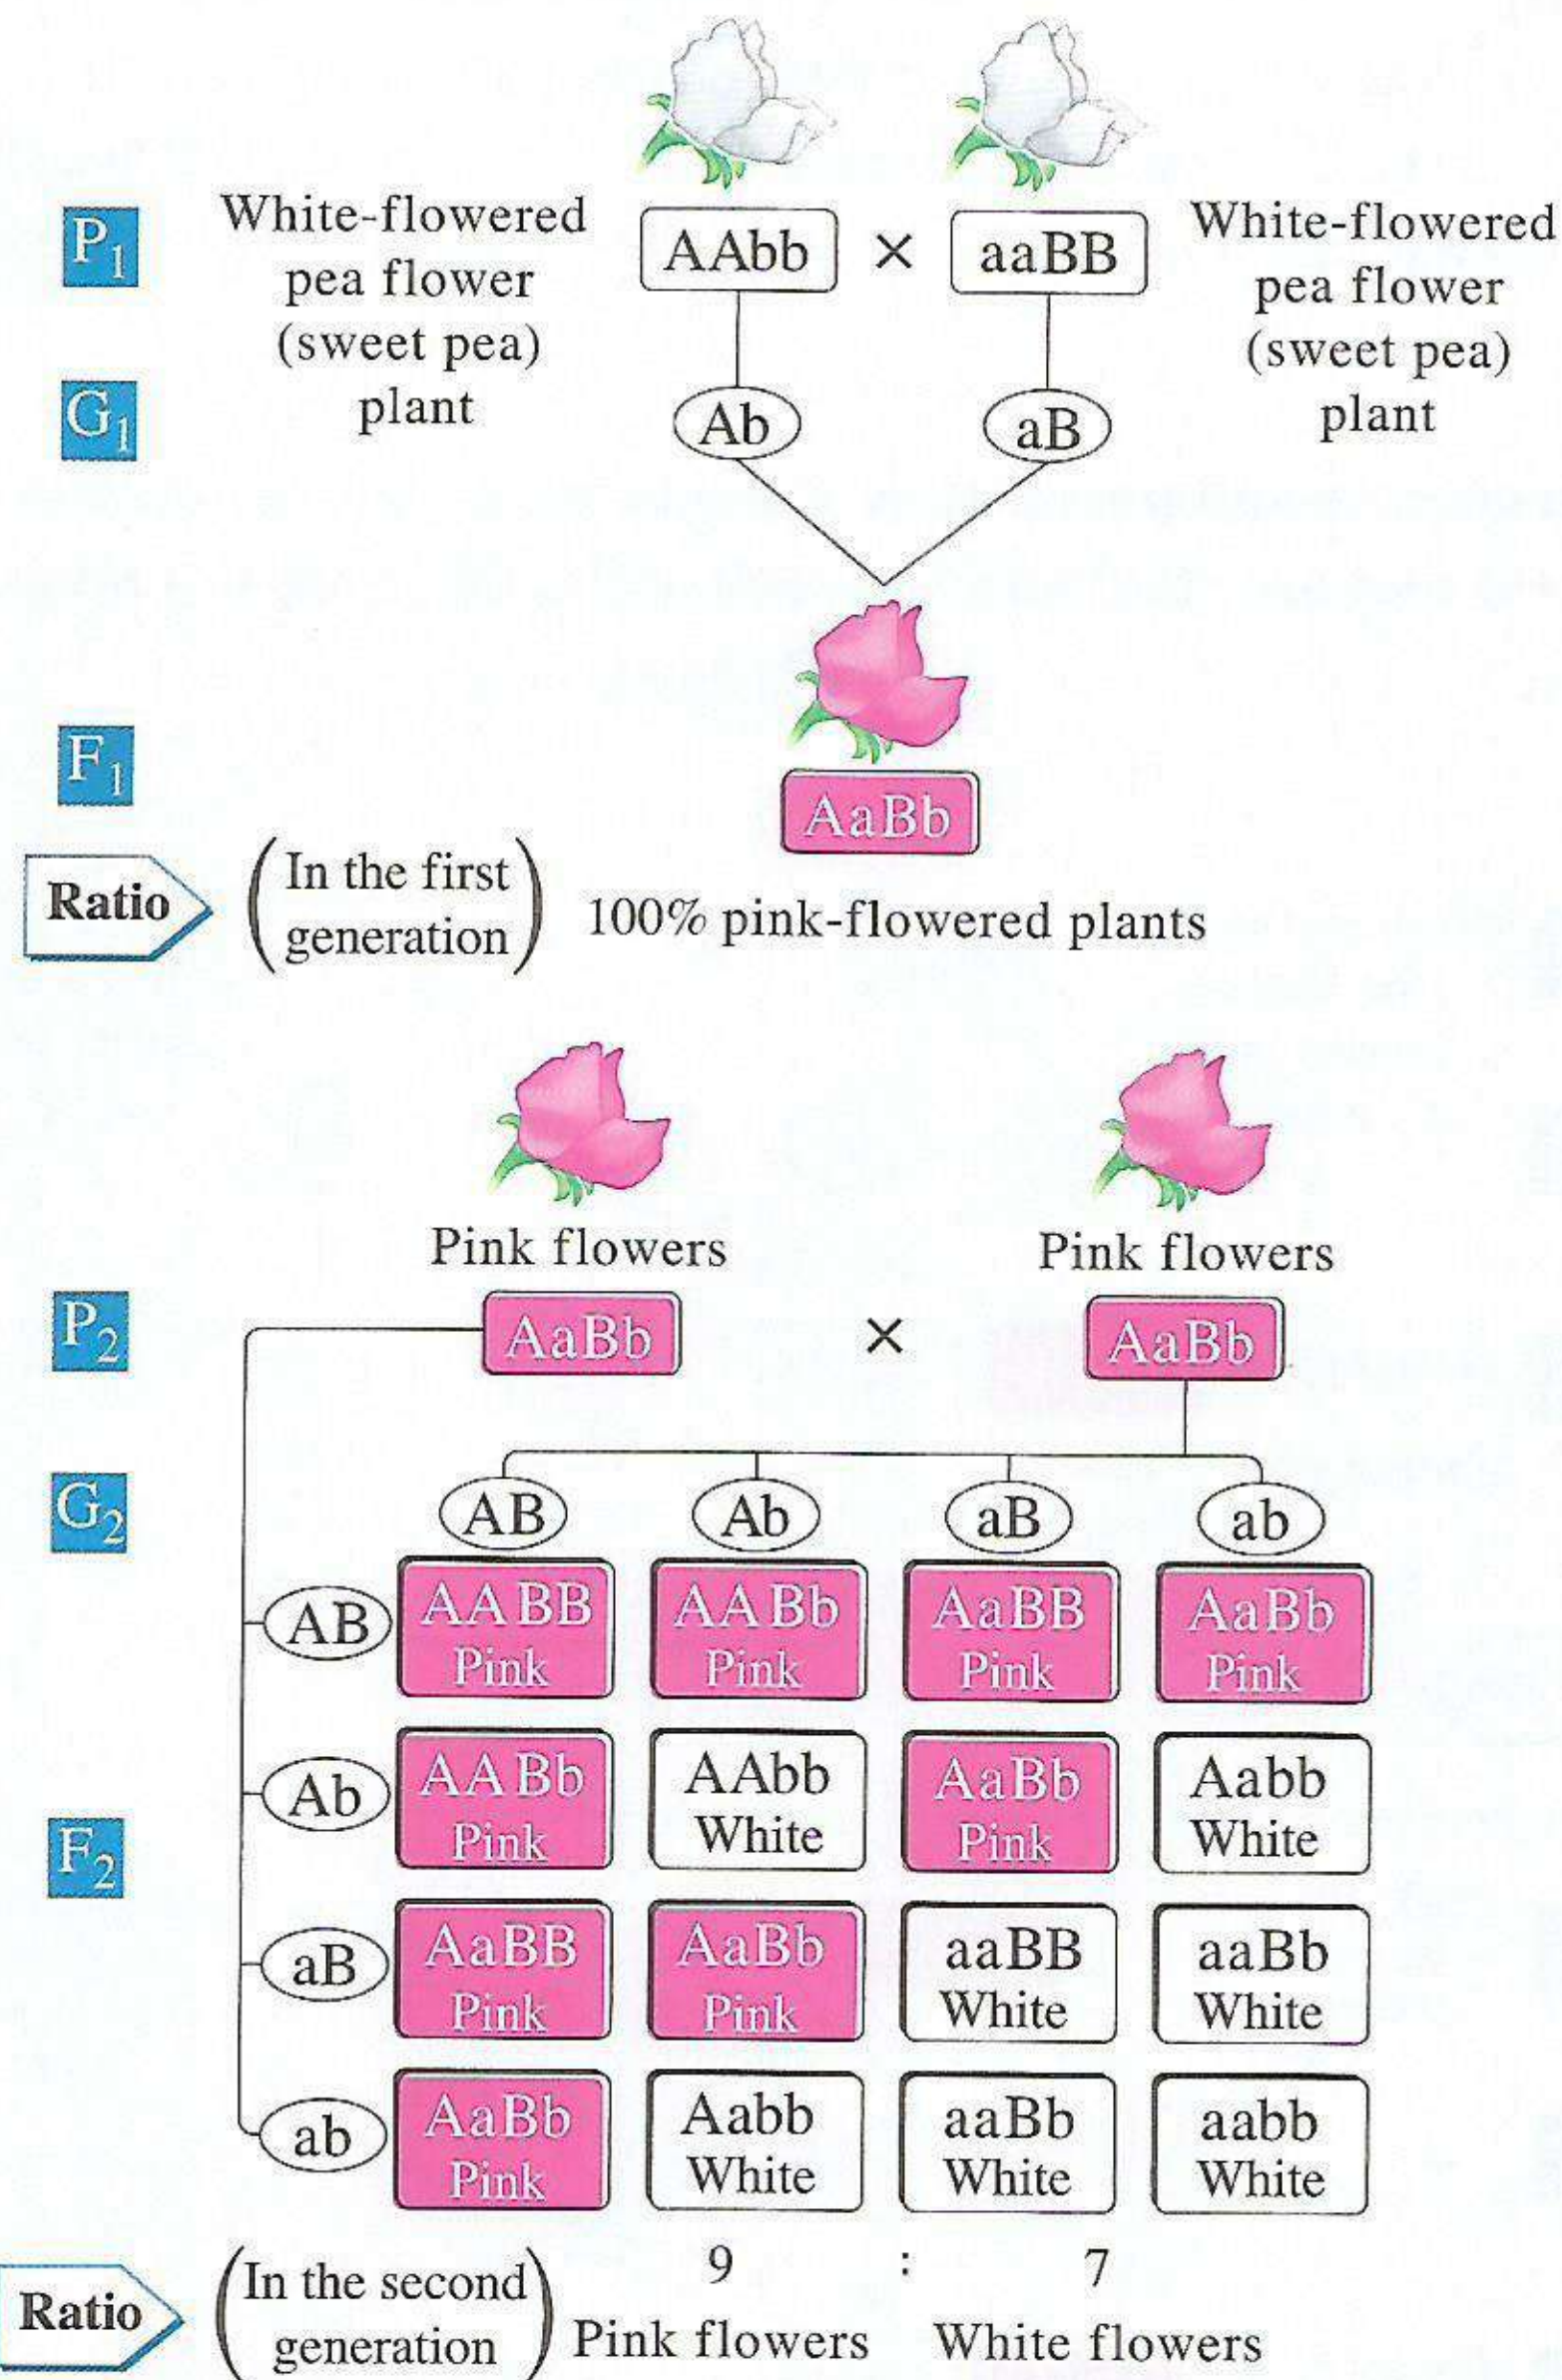 P1
White-flowered
pea flower
(sweet pea)
plant
AAbb × aaBB
White-flowered
pea flower
(sweet pea)
plant
G1
Ab aB
F1
AaBb
Ratio (In the first generation) 100% pink-flowered plants
Pink flowers Pink flowers
P2 AaBb × AaBb
G2 AB Ab aB ab
AB AABB AABb AaBB AaBb
Pink Pink Pink Pink
Ab AABb AAbb AaBb Aabb
Pink White Pink White
F2
aB AaBB AaBb aaBB aaBb
Pink Pink White White
ab AaBb Aabb aaBb aabb
Pink White White White
Ratio (In the second generation) 9 : 7
Pink flowers White flowers